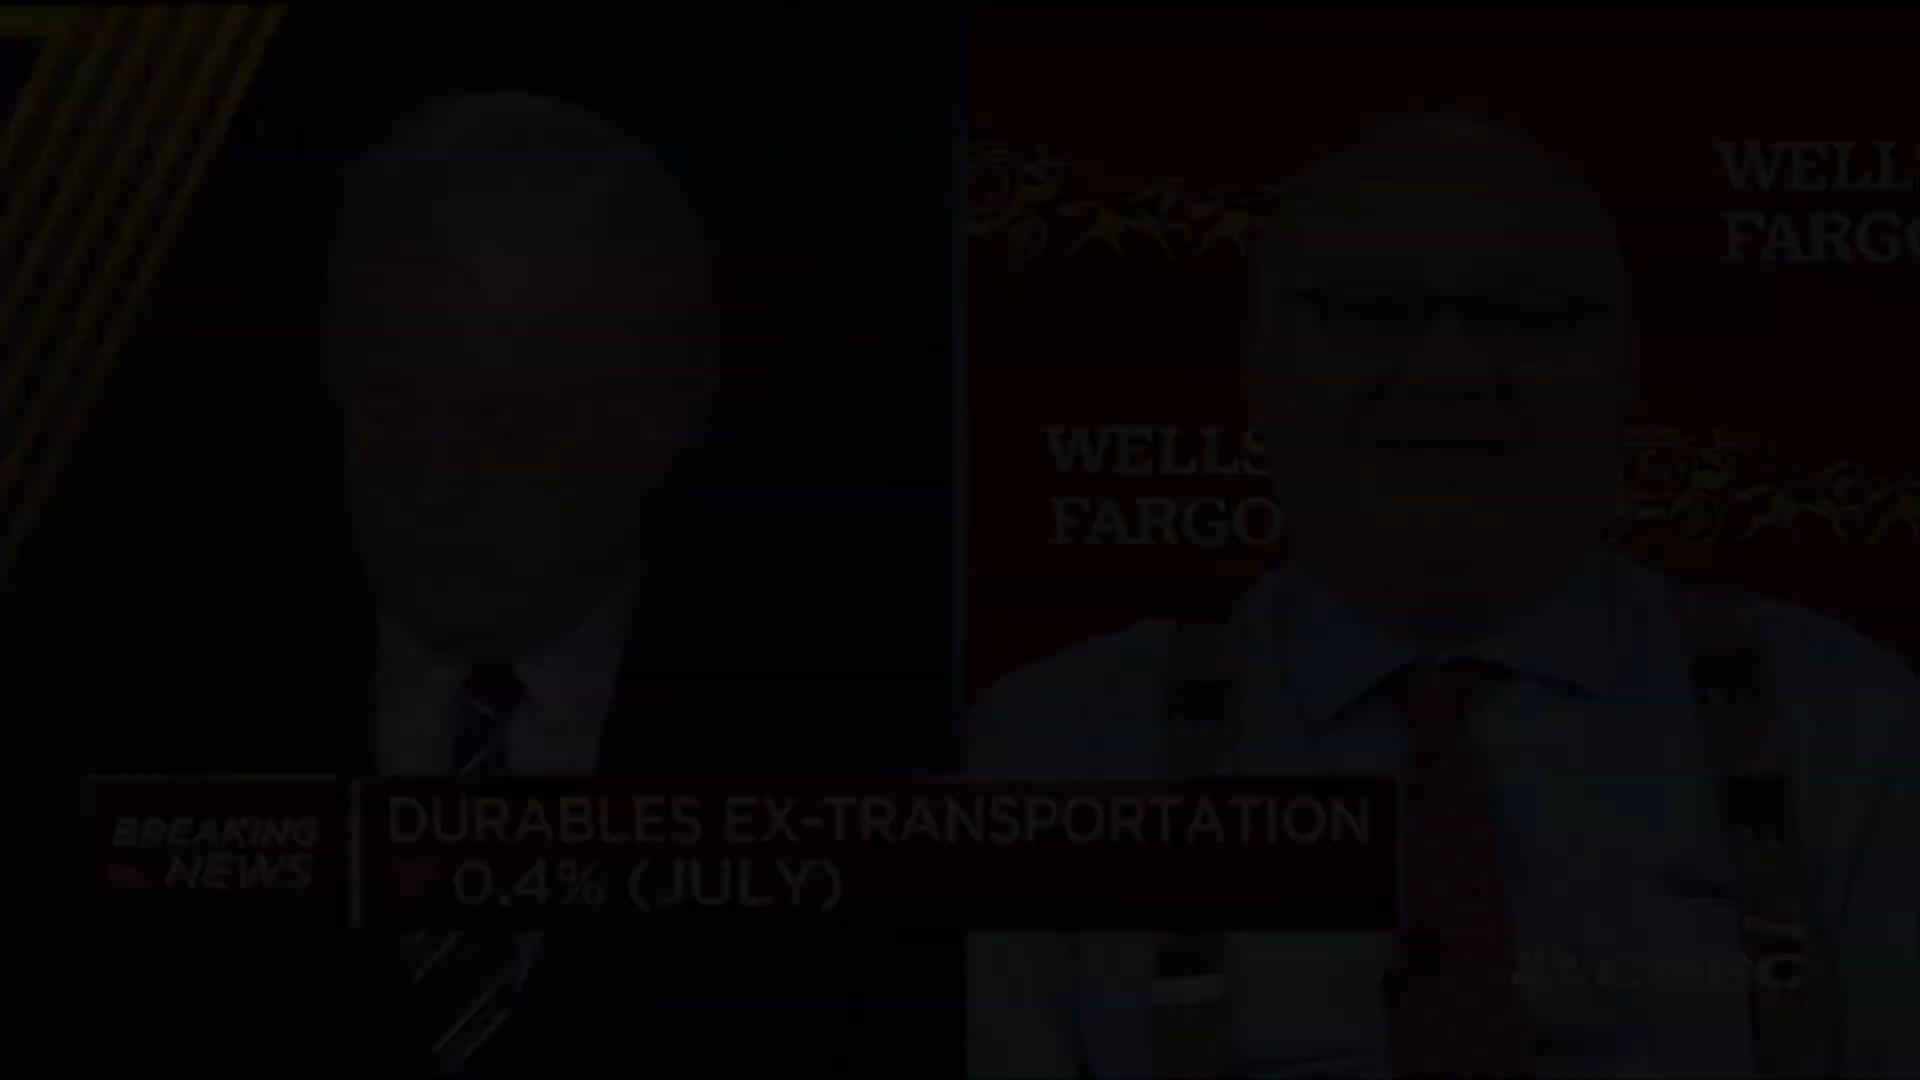 WELLS
FARGO
WELLS
FARGO
BREAKING
NEWS
DURABLES EX-TRANSPORTATION
0.4% (JULY)